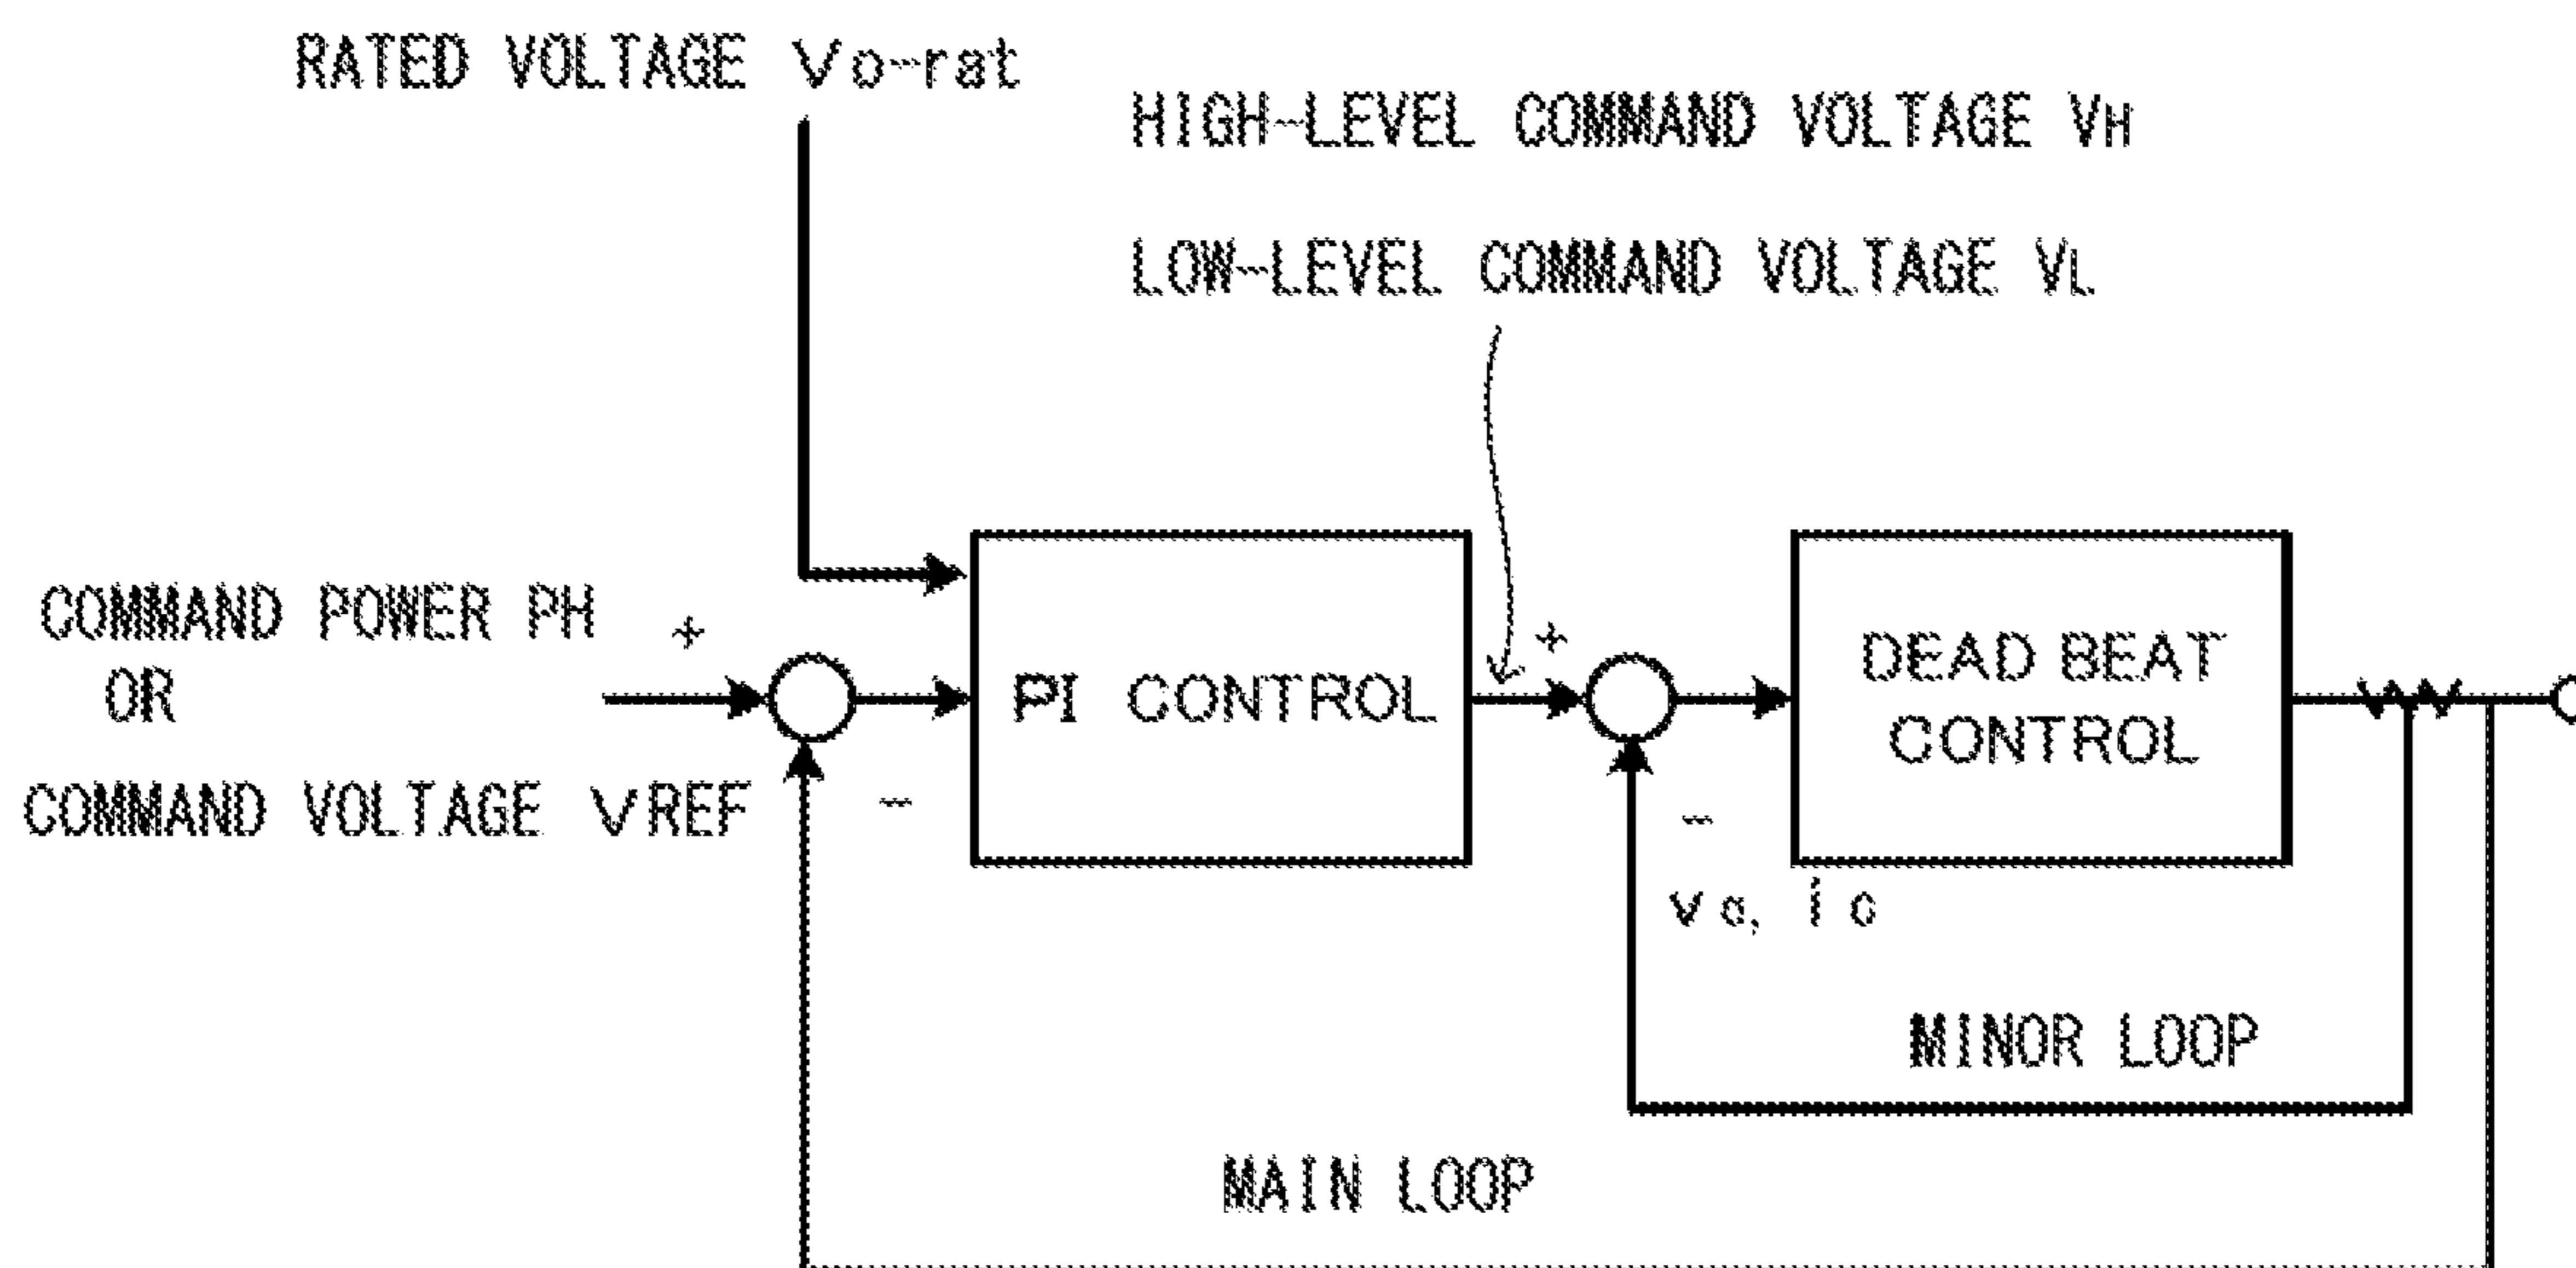 RATED VOLTAGE Vo-rat
HIGH-LEVEL COMMAND VOLTAGE VH
LOW-LEVEL COMMAND VOLTAGE VL
COMMAND POWER PH
OR
COMMAND VOLTAGE VREF
+
-
PI CONTROL
+
-
DEAD BEAT
CONTROL
vc, ic
MINOR LOOP
MAIN LOOP